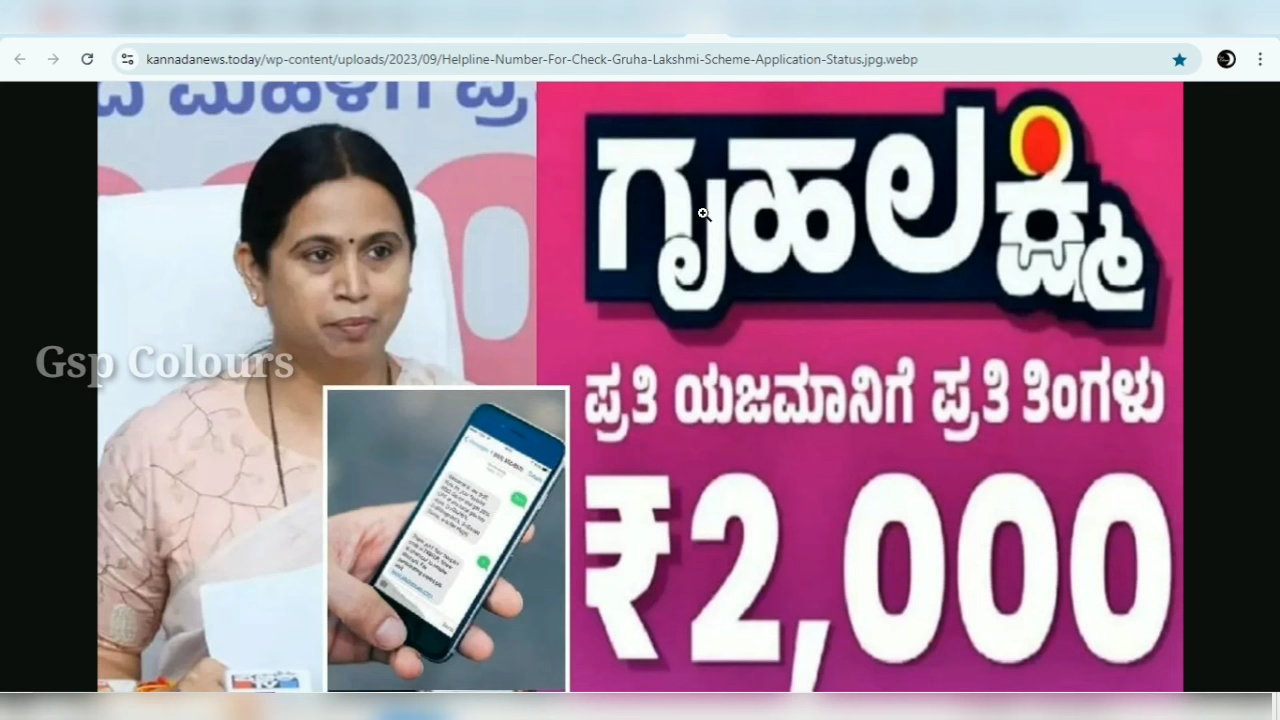 kannadanews.today/wp-content/uploads/2023/09/Helpline-Number-For-Check-Gruha-Lakshmi-Scheme-Application-Status.jpg.webp
ಗೃಹಲಕ್ಷ್ಮಿ
ಪ್ರತಿ ಯಜಮಾನಿಗೆ ಪ್ರತಿ ತಿಂಗಳು
₹2,000
Gsp Colours